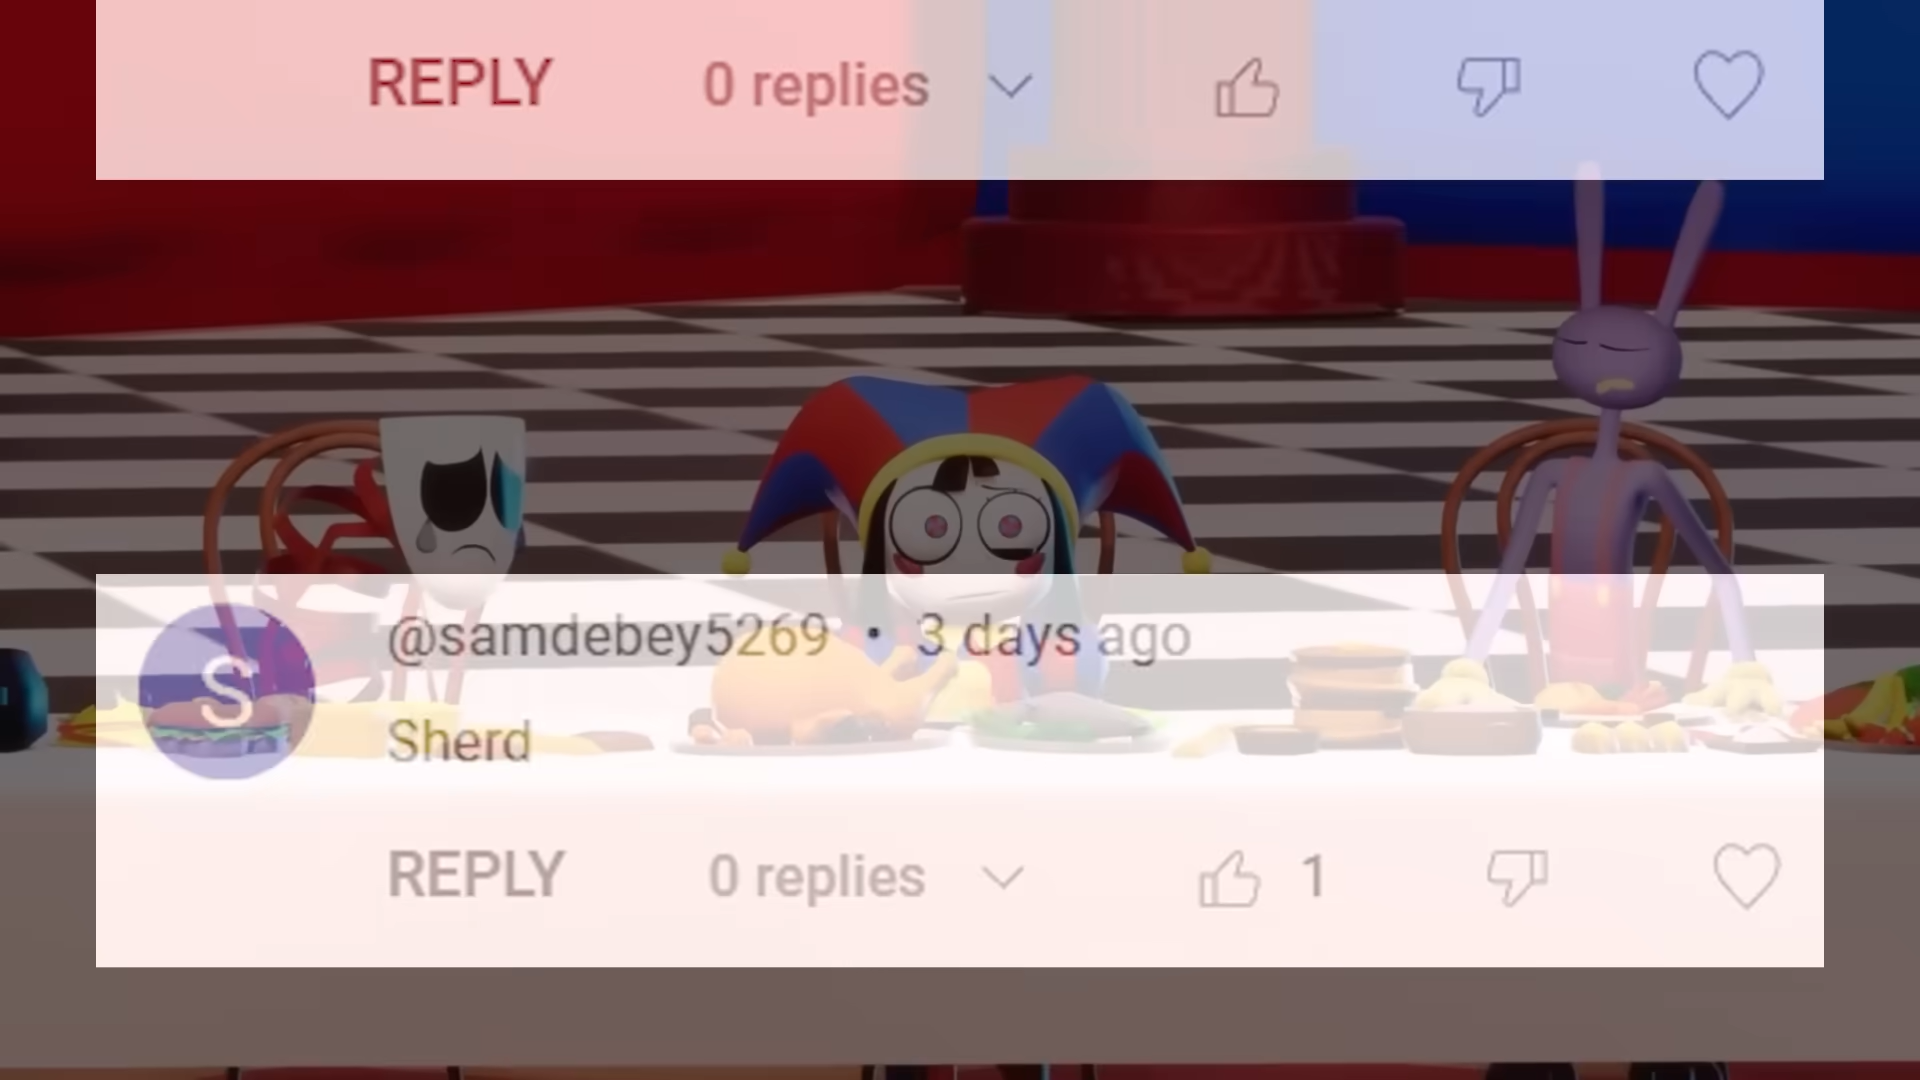 REPLY 0 replies
S
@samdebey5269 • 3 days ago
Sherd
REPLY 0 replies 1